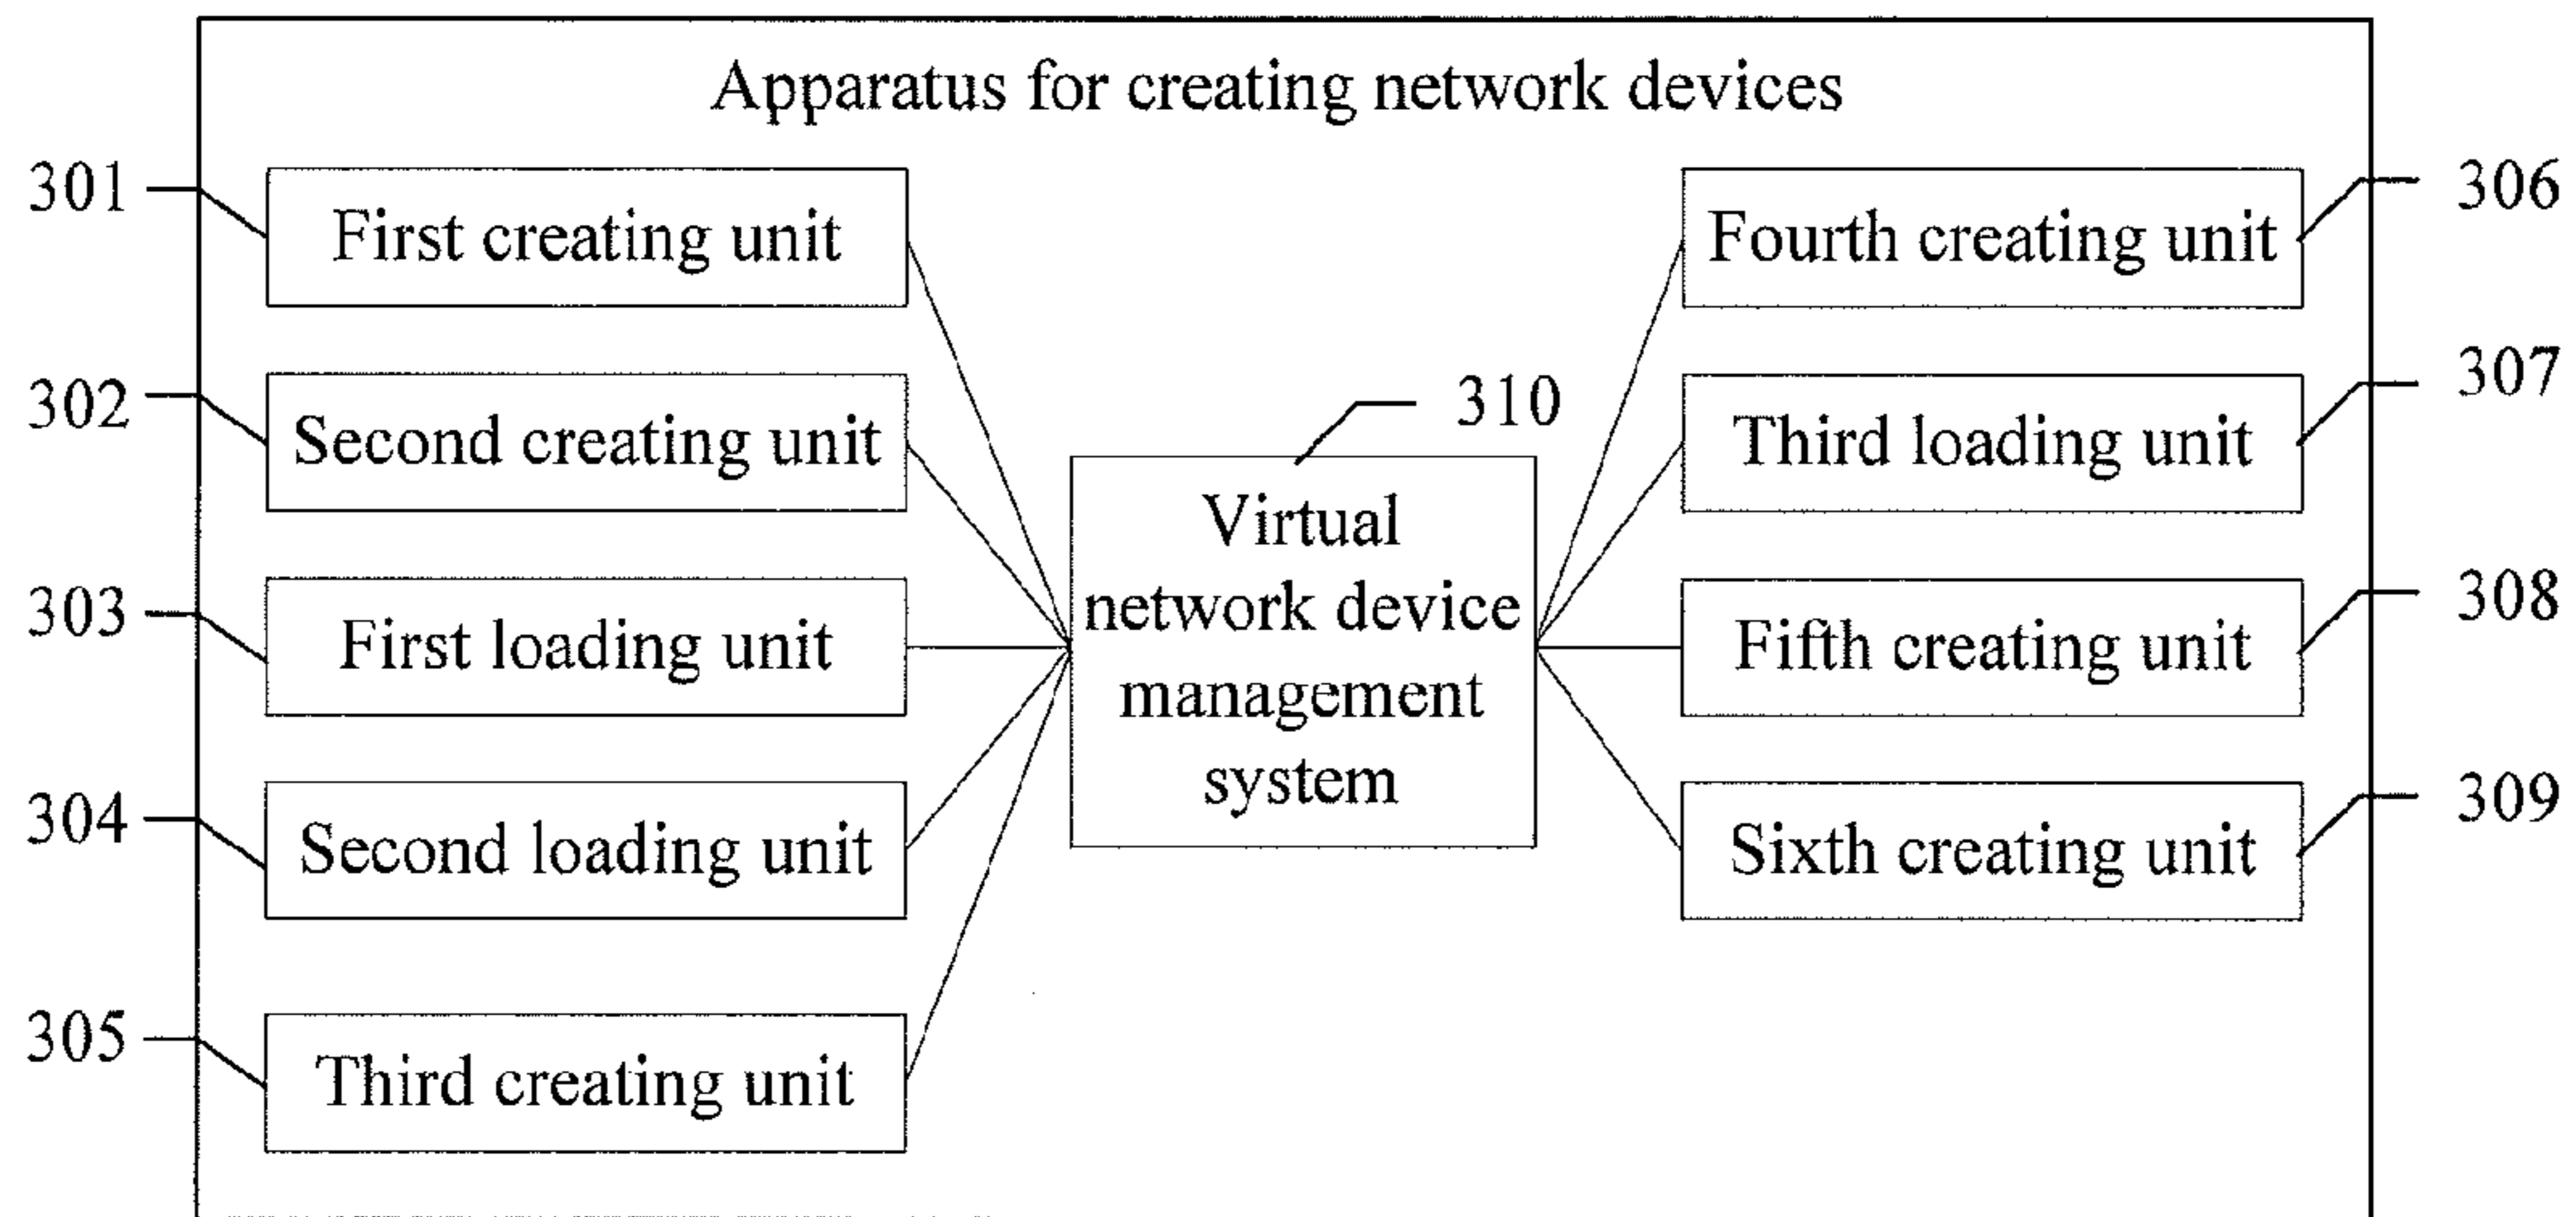 Apparatus for creating network devices
301
First creating unit
302
Second creating unit
303
First loading unit
304
Second loading unit
305
Third creating unit
310
Virtual
network device
management
system
306
Fourth creating unit
307
Third loading unit
308
Fifth creating unit
309
Sixth creating unit